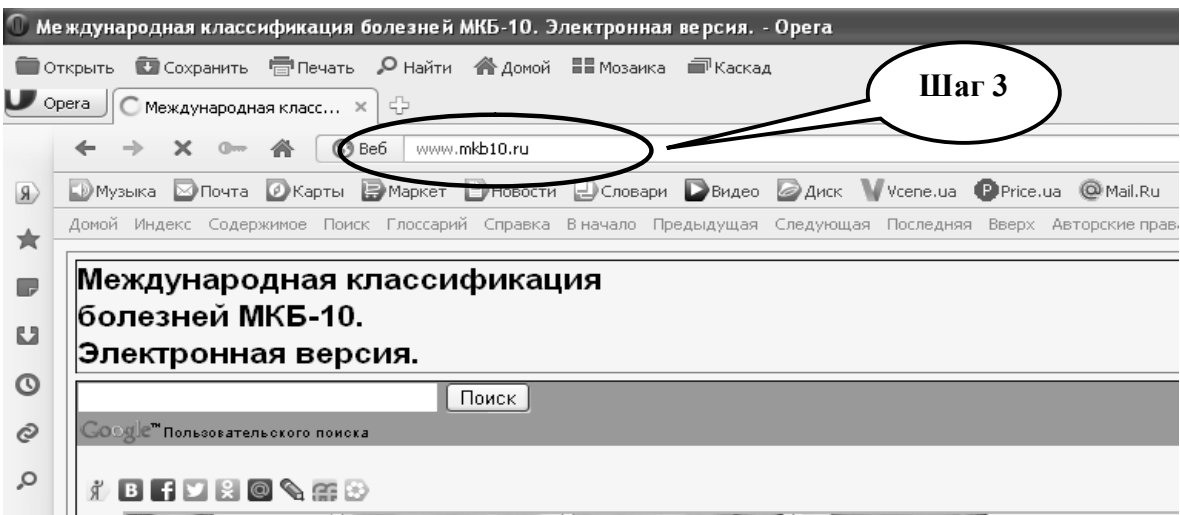 Международная классификация болезней МКБ-10. Электронная версия. - Opera
Открыть Сохранить Печать Найти Домой Мозаика Каскад
Шаг 3
Opera Международная класс...
Веб www.mkb10.ru
Я Музыка Почта Карты Маркет Новости Словари Видео Диск Vcene.ua Price.ua Mail.Ru
Домой Индекс Содержимое Поиск Глоссарий Справка В начало Предыдущая Следующая Последняя Вверх Авторские прав
Международная классификация
болезней МКБ-10.
Электронная версия.
Поиск
Google™ Пользовательского поиска